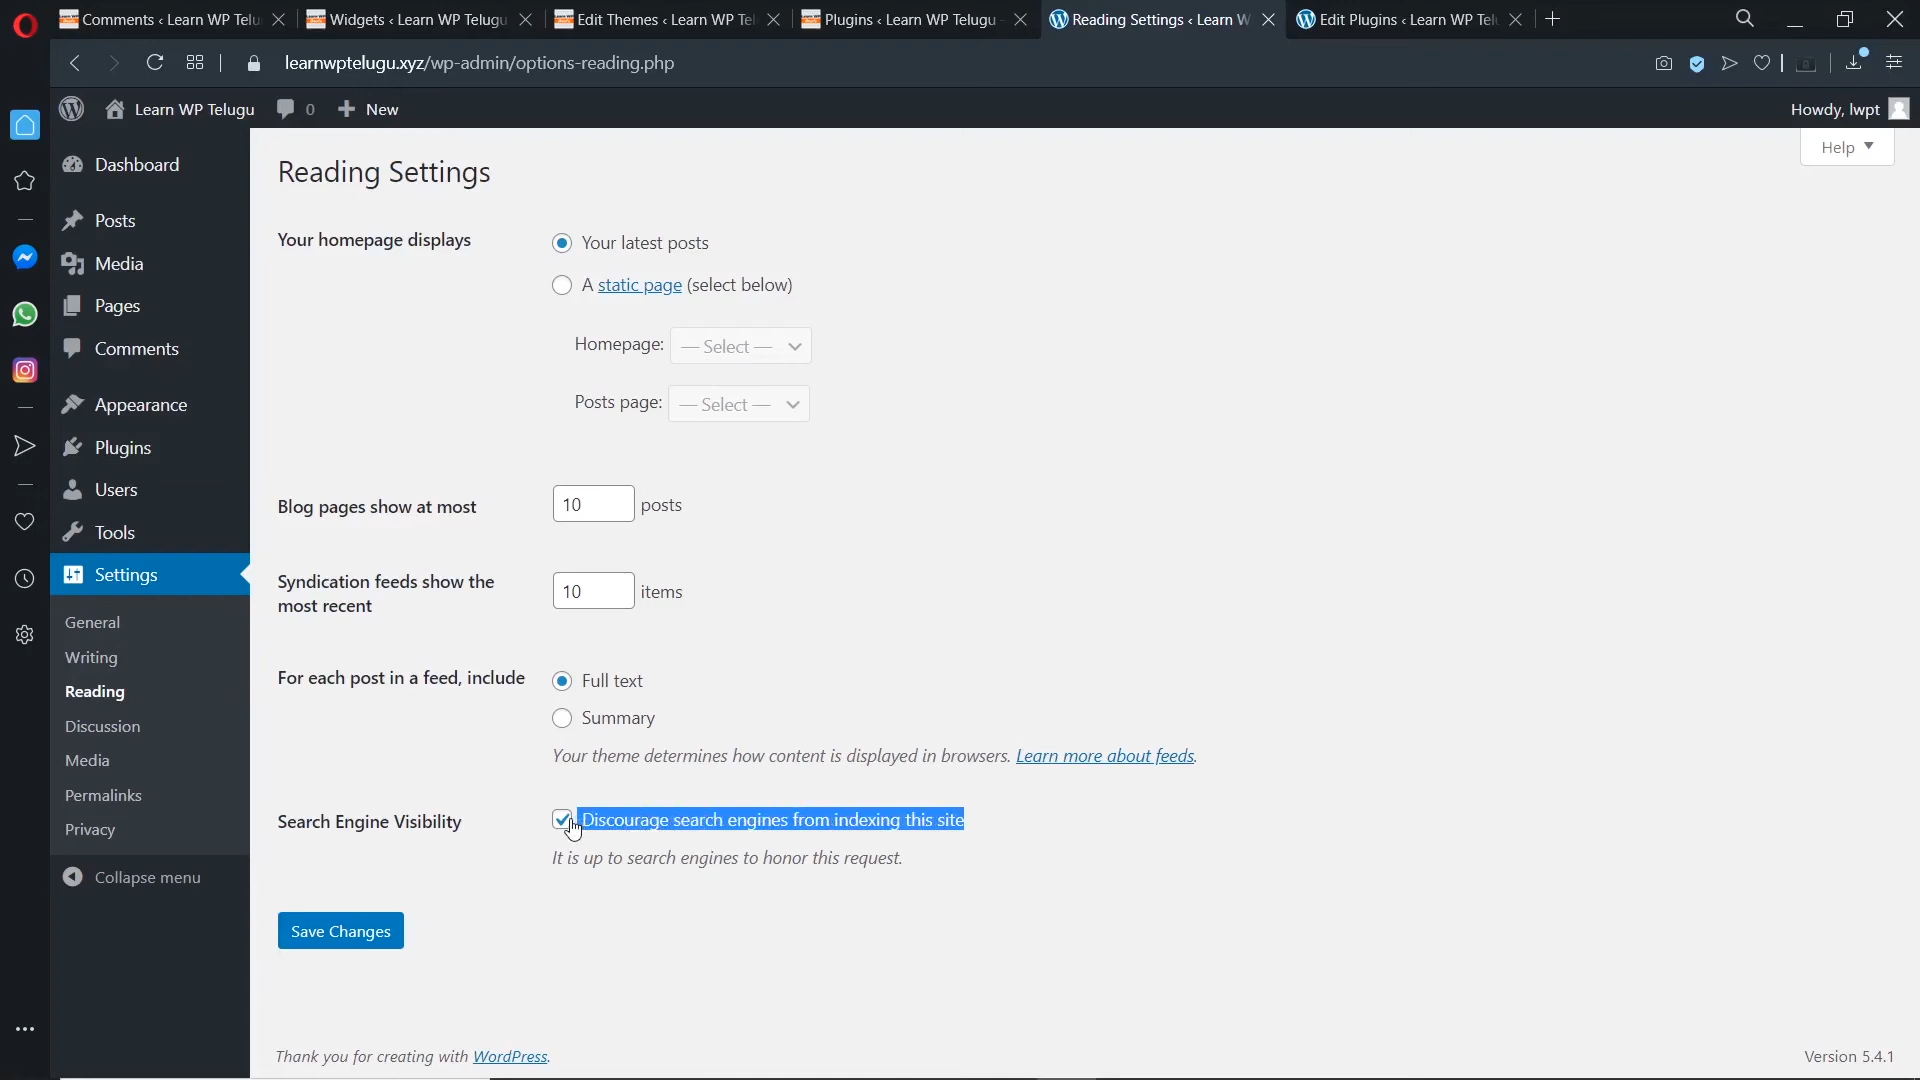 Comments ‹ Learn WP Telu
Widgets ‹ Learn WP Telugu
Edit Themes ‹ Learn WP Tel
Plugins ‹ Learn WP Telugu -
Reading Settings ‹ Learn W
Edit Plugins ‹ Learn WP Telu
learnwptelugu.xyz/wp-admin/options-reading.php
Learn WP Telugu
0
New
Howdy, lwpt
Help
Dashboard
Posts
Media
Pages
Comments
Appearance
Plugins
Users
Tools
Settings
General
Writing
Reading
Discussion
Media
Permalinks
Privacy
Collapse menu
Reading Settings
Your homepage displays
Your latest posts
A static page (select below)
Homepage: — Select —
Posts page: — Select —
Blog pages show at most
10 posts
Syndication feeds show the
most recent
10 items
For each post in a feed, include
Full text
Summary
Your theme determines how content is displayed in browsers. Learn more about feeds.
Search Engine Visibility
Discourage search engines from indexing this site
It is up to search engines to honor this request.
Save Changes
Thank you for creating with WordPress.
Version 5.4.1